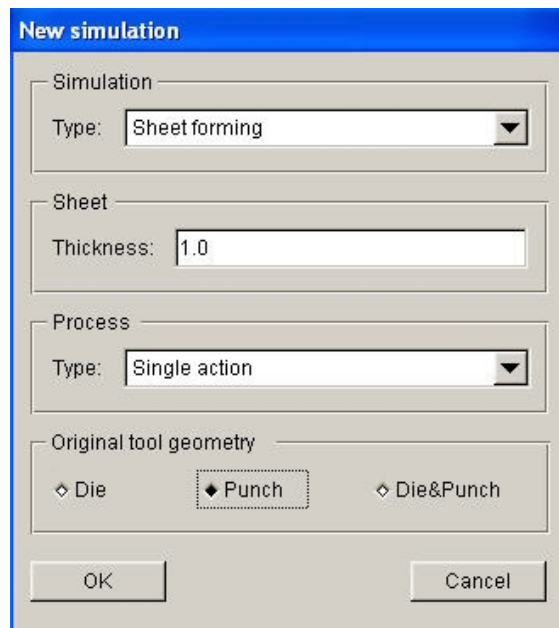 New simulation
Simulation
Type: Sheet forming
Sheet
Thickness: 1.0
Process
Type: Single action
Original tool geometry
Die Punch Die&Punch
OK Cancel